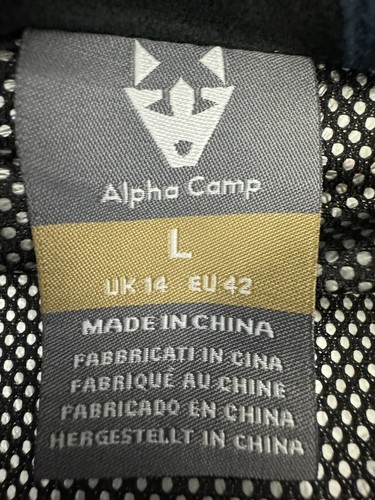 Alpha Camp
L
UK 14 EU 42
MADE IN CHINA
FABBRICATI IN CINA
FABRIQUÉ AU CHINE
FABRICADO EN CHINA
HERGESTELLT IN CHINA